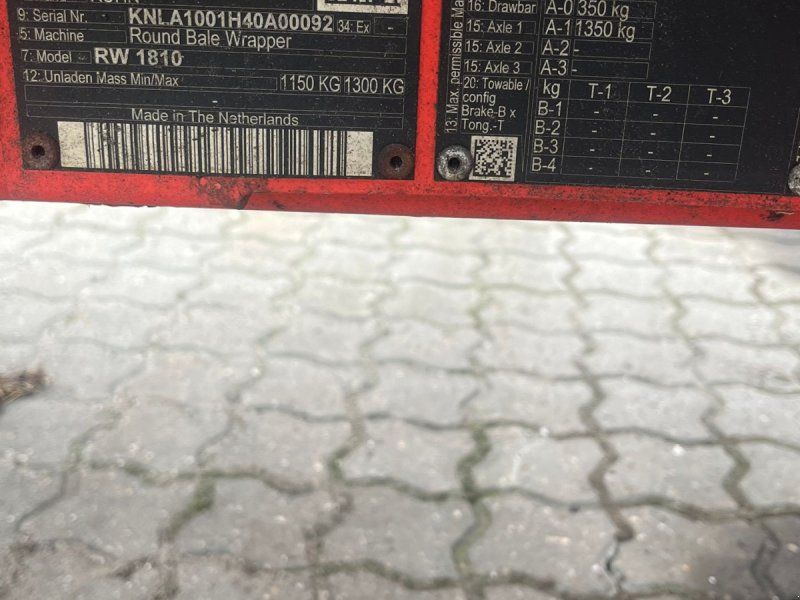 9: Serial Nr. KNLA1001H40A00092 34: Ex -
5: Machine Round Bale Wrapper
7: Model RW 1810
12: Unladen Mass Min/Max 1150 KG 1300 KG
Made in The Netherlands
13: Max. permissible Ma
16: Drawbar A-0 350 kg
15: Axle 1 A-1 1350 kg
15: Axle 2 A-2 -
15: Axle 3 A-3 -
20: Towable / kg T-1 T-2 T-3
config B-1 - - -
Brake-B x B-2 - - -
Tong.-T B-3 - - -
B-4 - - -